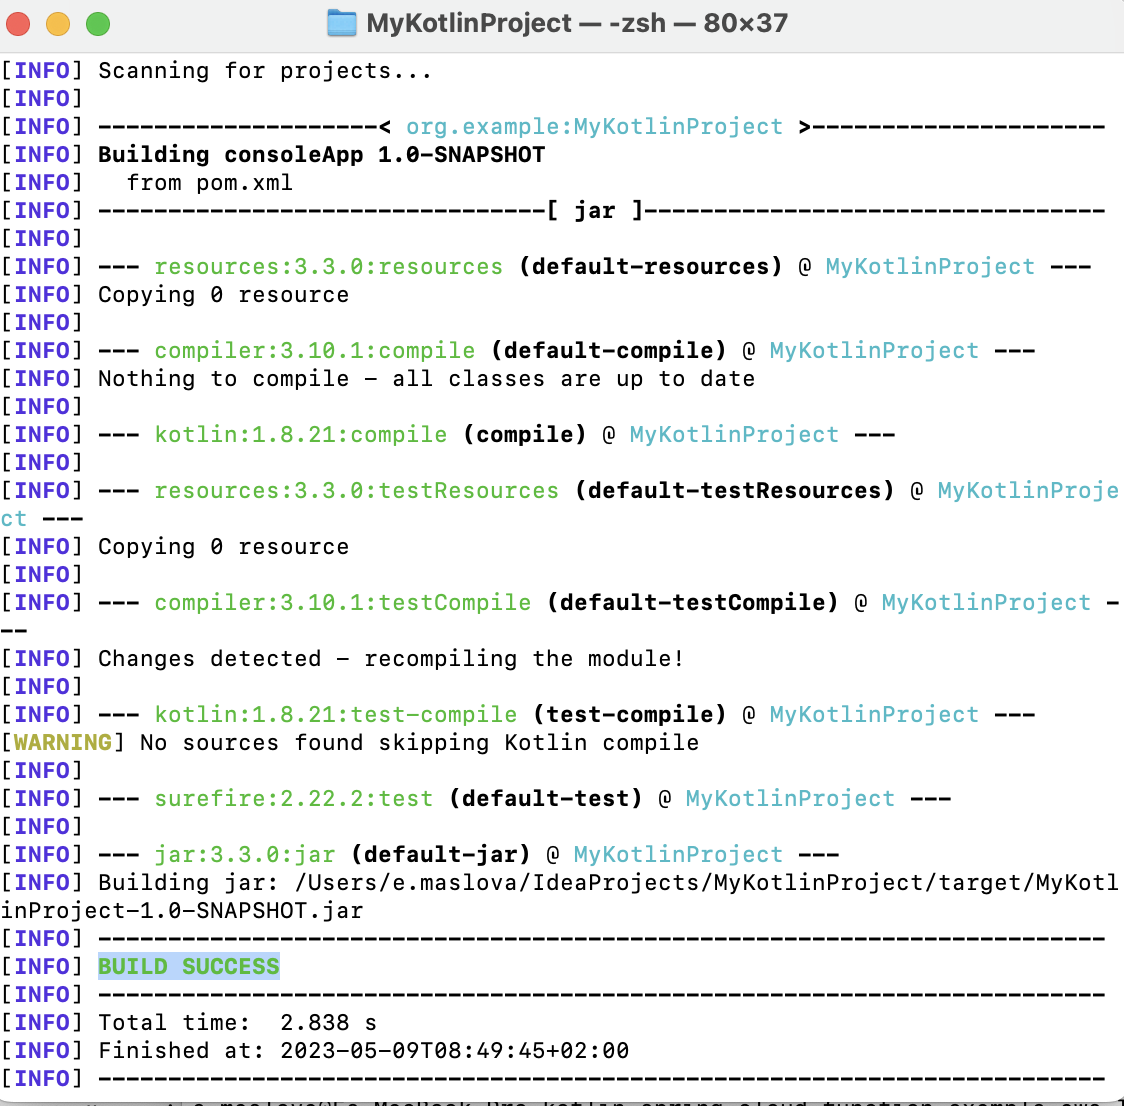 MyKotlinProject — -zsh — 80×37
[INFO] Scanning for projects...
[INFO]
[INFO] --------------------< org.example:MyKotlinProject >---------------------
[INFO] Building consoleApp 1.0-SNAPSHOT
[INFO]   from pom.xml
[INFO] --------------------------------[ jar ]---------------------------------
[INFO]
[INFO] --- resources:3.3.0:resources (default-resources) @ MyKotlinProject ---
[INFO] Copying 0 resource
[INFO]
[INFO] --- compiler:3.10.1:compile (default-compile) @ MyKotlinProject ---
[INFO] Nothing to compile - all classes are up to date
[INFO]
[INFO] --- kotlin:1.8.21:compile (compile) @ MyKotlinProject ---
[INFO]
[INFO] --- resources:3.3.0:testResources (default-testResources) @ MyKotlinProje
ct ---
[INFO] Copying 0 resource
[INFO]
[INFO] --- compiler:3.10.1:testCompile (default-testCompile) @ MyKotlinProject -
--
[INFO] Changes detected - recompiling the module!
[INFO]
[INFO] --- kotlin:1.8.21:test-compile (test-compile) @ MyKotlinProject ---
[WARNING] No sources found skipping Kotlin compile
[INFO]
[INFO] --- surefire:2.22.2:test (default-test) @ MyKotlinProject ---
[INFO]
[INFO] --- jar:3.3.0:jar (default-jar) @ MyKotlinProject ---
[INFO] Building jar: /Users/e.maslova/IdeaProjects/MyKotlinProject/target/MyKotl
inProject-1.0-SNAPSHOT.jar
[INFO] ------------------------------------------------------------------------
[INFO] BUILD SUCCESS
[INFO] ------------------------------------------------------------------------
[INFO] Total time:  2.838 s
[INFO] Finished at: 2023-05-09T08:49:45+02:00
[INFO] ------------------------------------------------------------------------